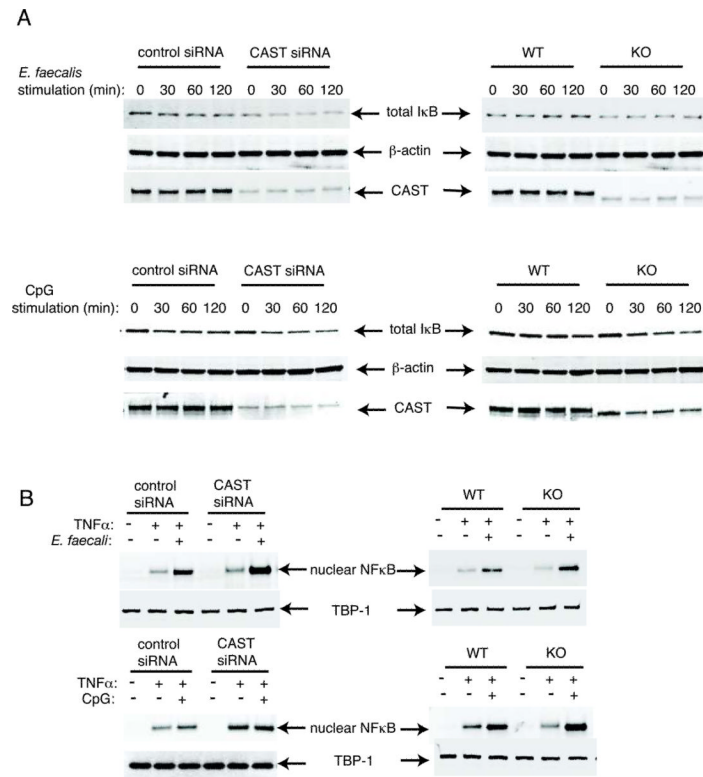 A
control siRNA CAST siRNA WT KO
E. faecalis
stimulation (min): 0 30 60 120 0 30 60 120 0 30 60 120 0 30 60 120
total IκB
β-actin
CAST
control siRNA CAST siRNA WT KO
CpG
stimulation (min): 0 30 60 120 0 30 60 120 0 30 60 120 0 30 60 120
total IκB
β-actin
CAST
B
control siRNA CAST siRNA WT KO
TNFα: - + + - + + - + + - + +
E. faecali: + + + +
nuclear NFκB
TBP-1
control siRNA CAST siRNA WT KO
TNFα: - + + - + + - + + - + +
CpG: + + + +
nuclear NFκB
TBP-1